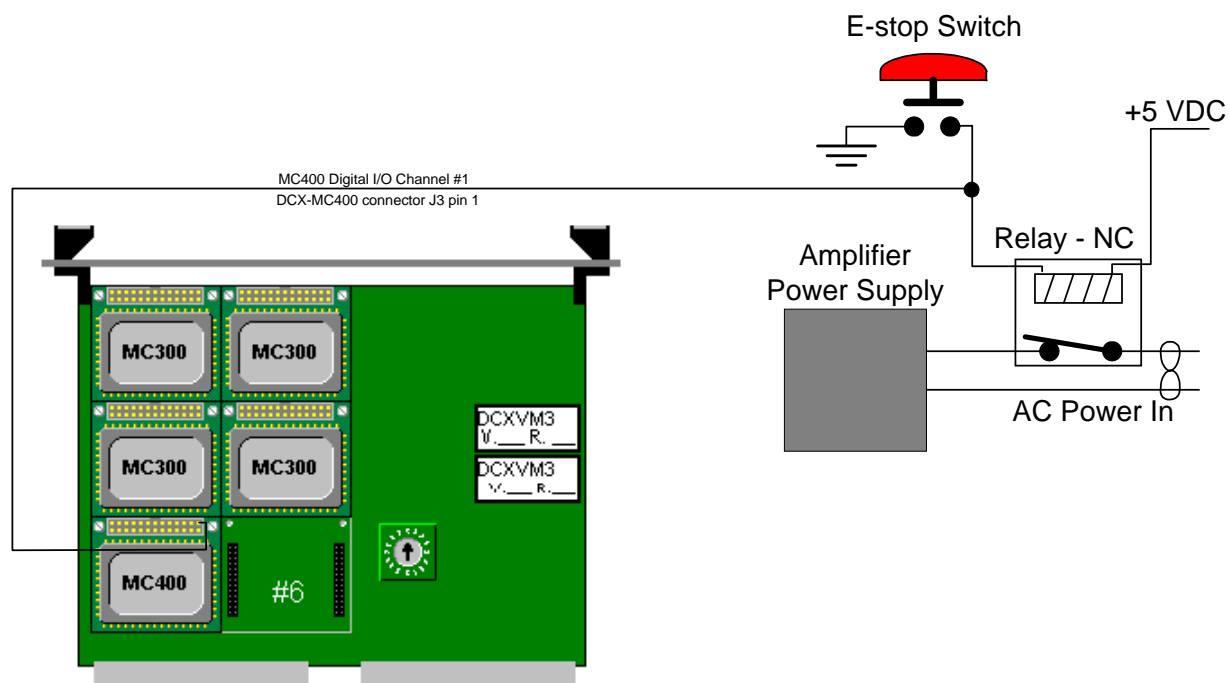 E-stop Switch
+5 VDC
MC400 Digital I/O Channel #1
DCX-MC400 connector J3 pin 1
Relay - NC
Amplifier
Power Supply
AC Power In
MC300
MC300
MC300
MC300
DCXVM3
V.___ R. ___
DCXVM3
V.___ R.___
MC400
#6